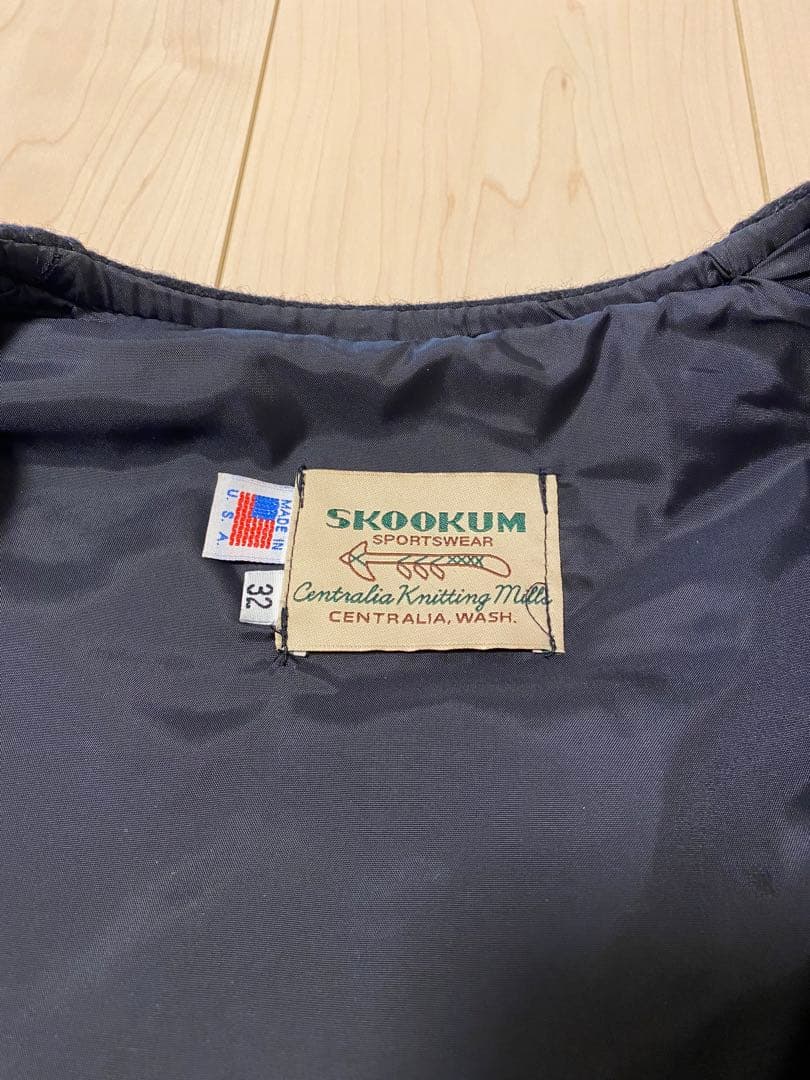 SKOOKUM
SPORTSWEAR
Centralia Knitting Mills
CENTRALIA, WASH.
MADE IN
U.S.A.
32